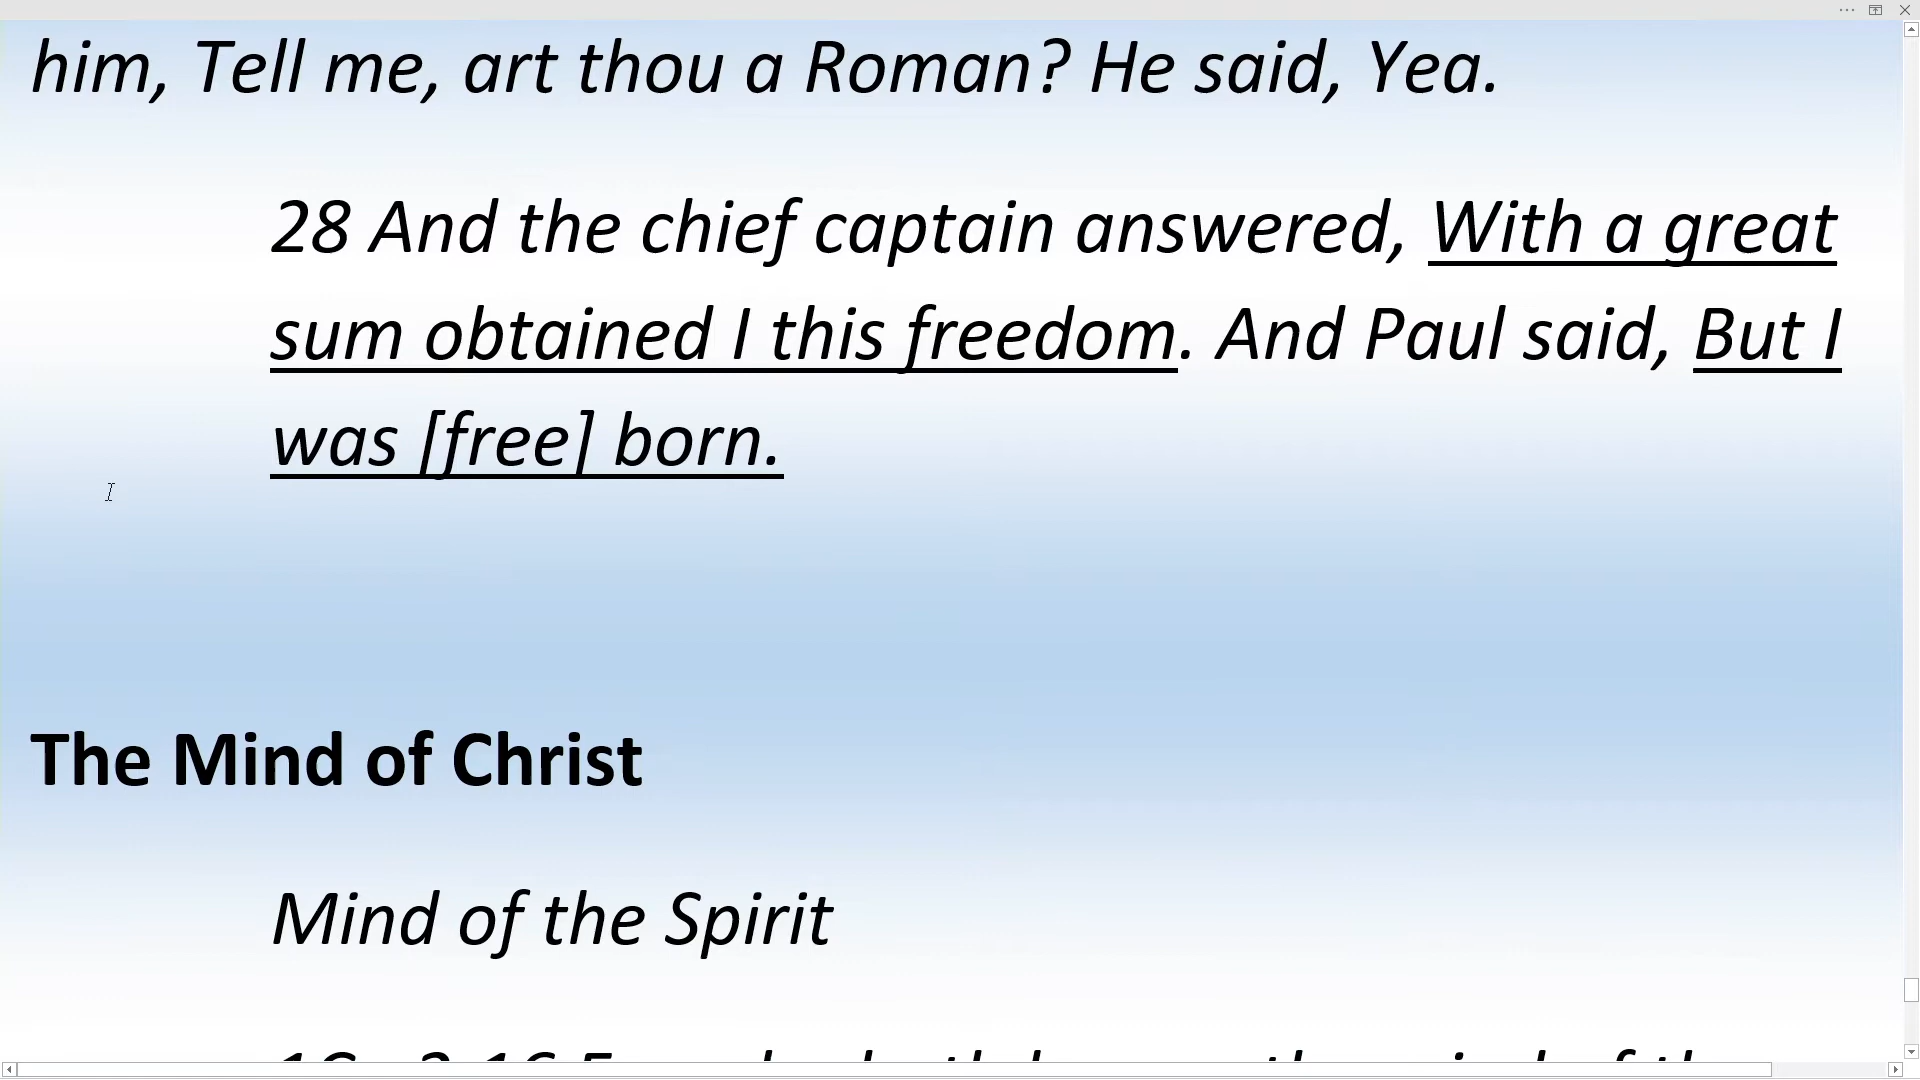 him, Tell me, art thou a Roman? He said, Yea.
28 And the chief captain answered, With a great
sum obtained I this freedom. And Paul said, But I
was [free] born.
The Mind of Christ
Mind of the Spirit